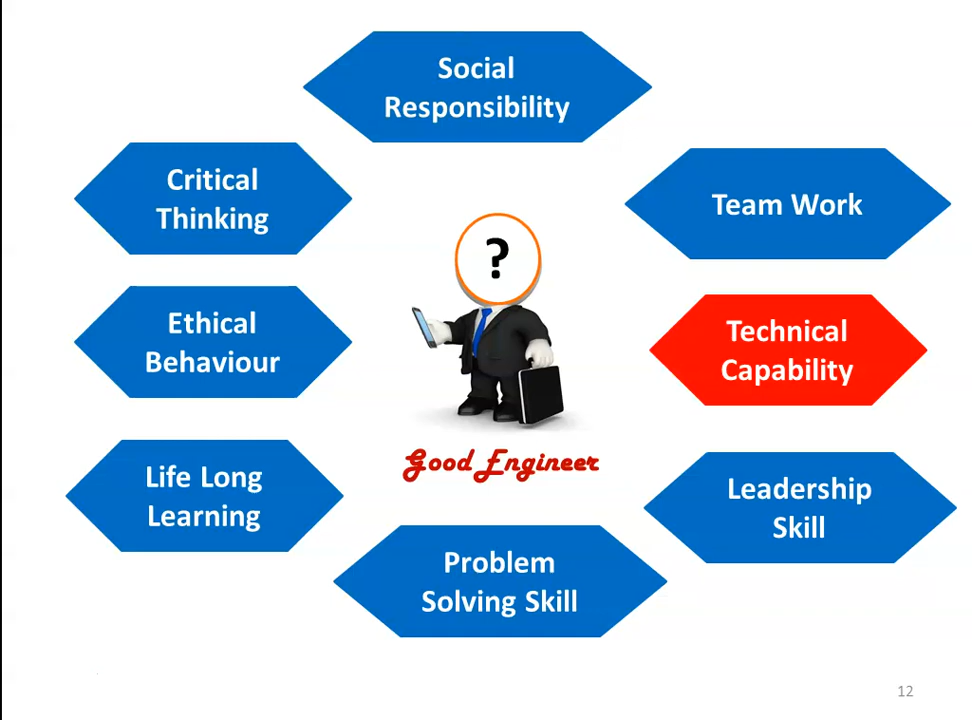 Social
Responsibility
Critical
Thinking
Team Work
?
Ethical
Behaviour
Technical
Capability
Good Engineer
Life Long
Learning
Leadership
Skill
Problem
Solving Skill
12